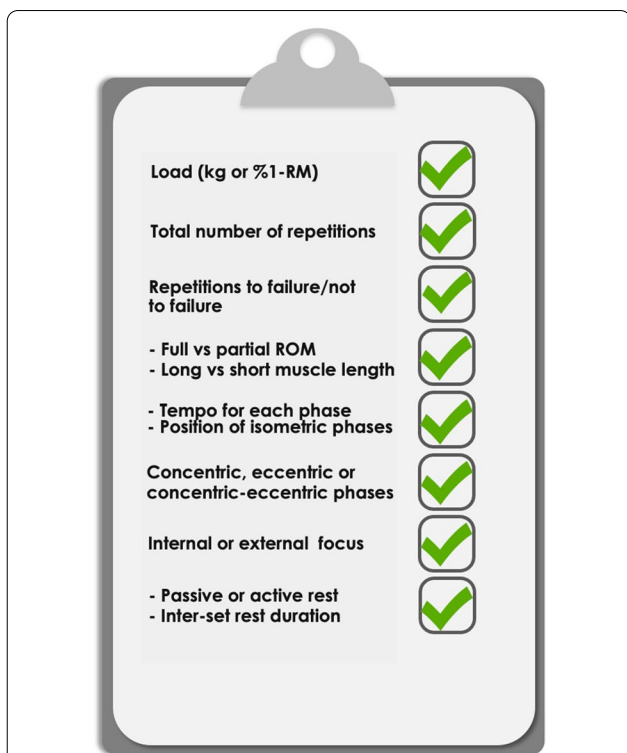 Load (kg or %1-RM)
Total number of repetitions
Repetitions to failure/not
to failure
- Full vs partial ROM
- Long vs short muscle length
- Tempo for each phase
- Position of isometric phases
Concentric, eccentric or
concentric-eccentric phases
Internal or external focus
- Passive or active rest
- Inter-set rest duration